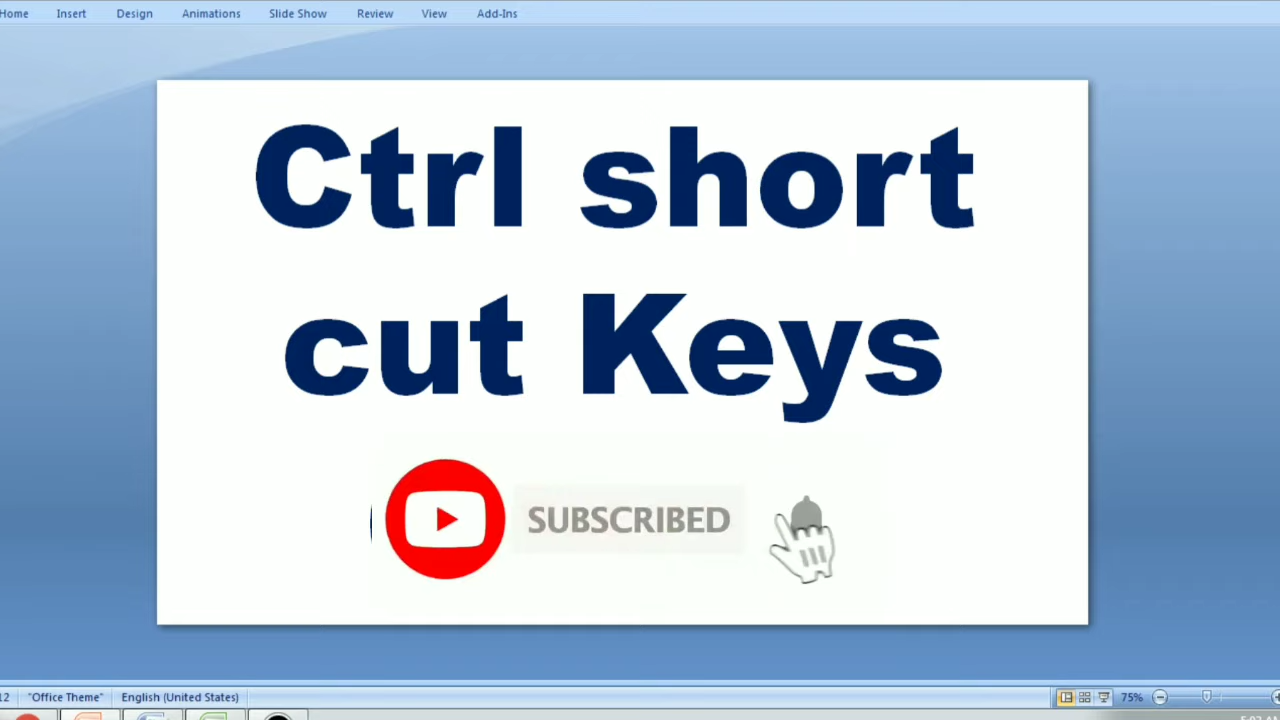 Home Insert Design Animations Slide Show Review View Add-Ins
Ctrl short
cut Keys
SUBSCRIBED
12 "Office Theme" English (United States) 75%